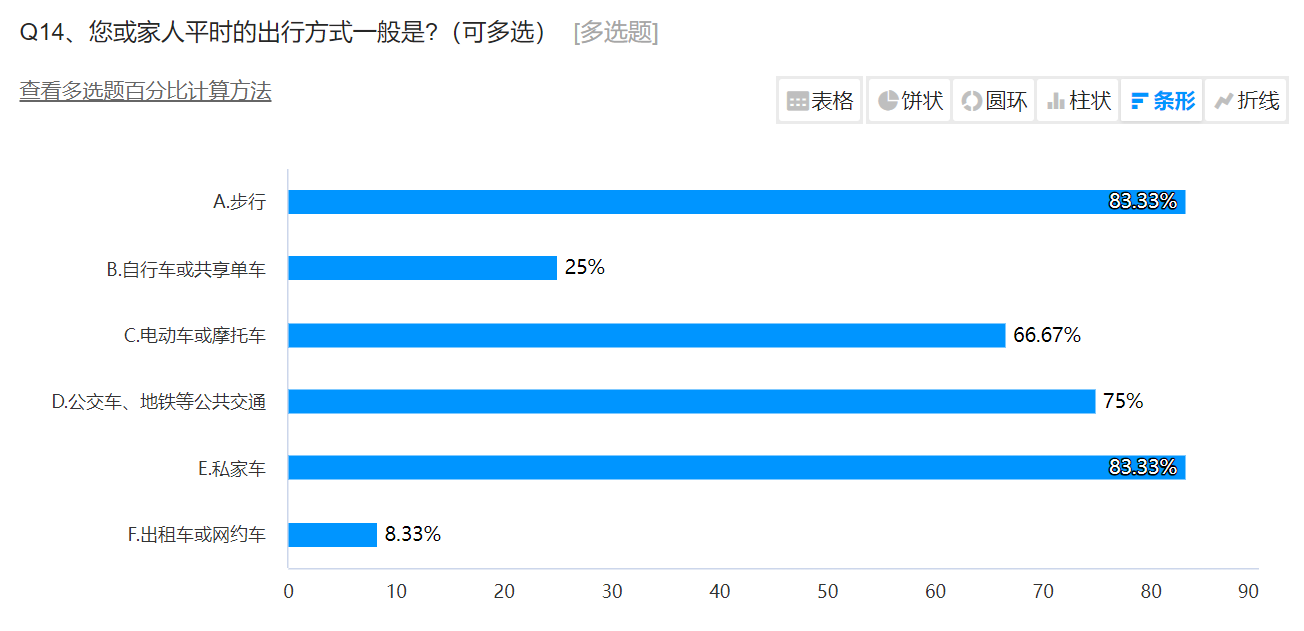 Q14、您或家人平时的出行方式一般是?（可多选） [多选题]
查看多选题百分比计算方法
表格 饼状 圆环 柱状 条形 折线
A.步行 83.33%
B.自行车或共享单车 25%
C.电动车或摩托车 66.67%
D.公交车、地铁等公共交通 75%
E.私家车 83.33%
F.出租车或网约车 8.33%
0 10 20 30 40 50 60 70 80 90